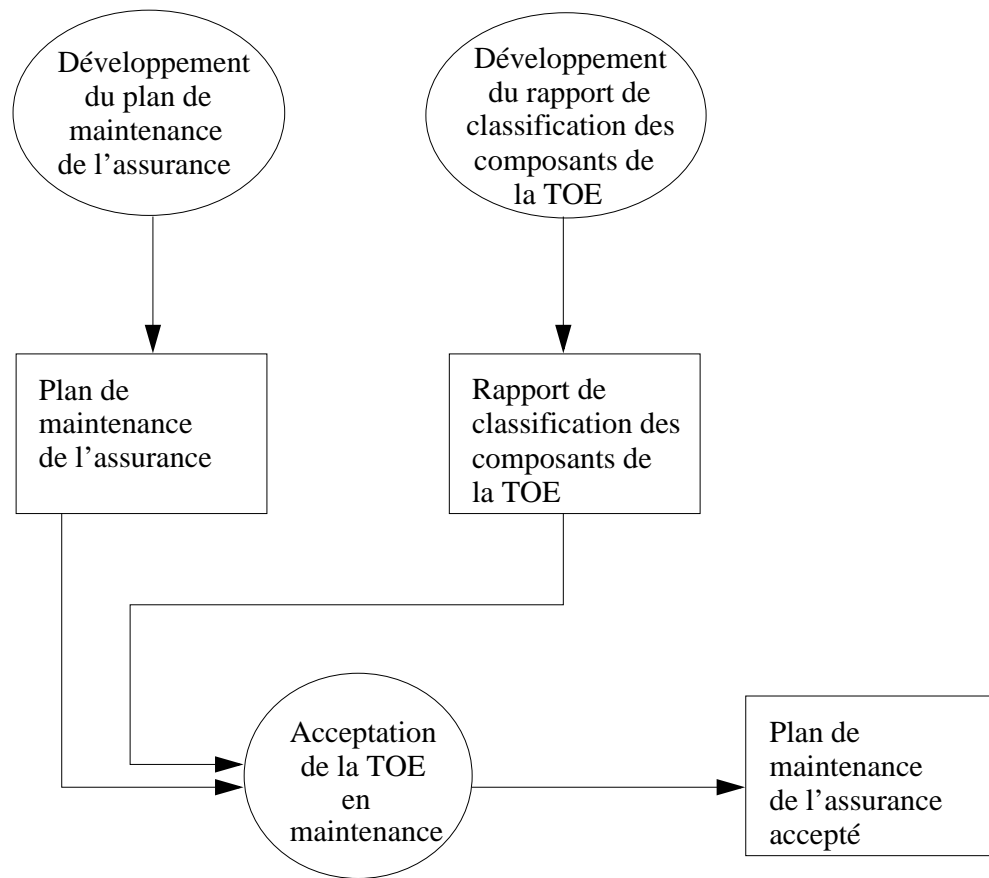 Développement
du plan de
maintenance
de l’assurance
Développement
du rapport de
classification des
composants de
la TOE
Plan de
maintenance
de l’assurance
Rapport de
classification des
composants de
la TOE
Acceptation
de la TOE
en
maintenance
Plan de
maintenance
de l’assurance
accepté